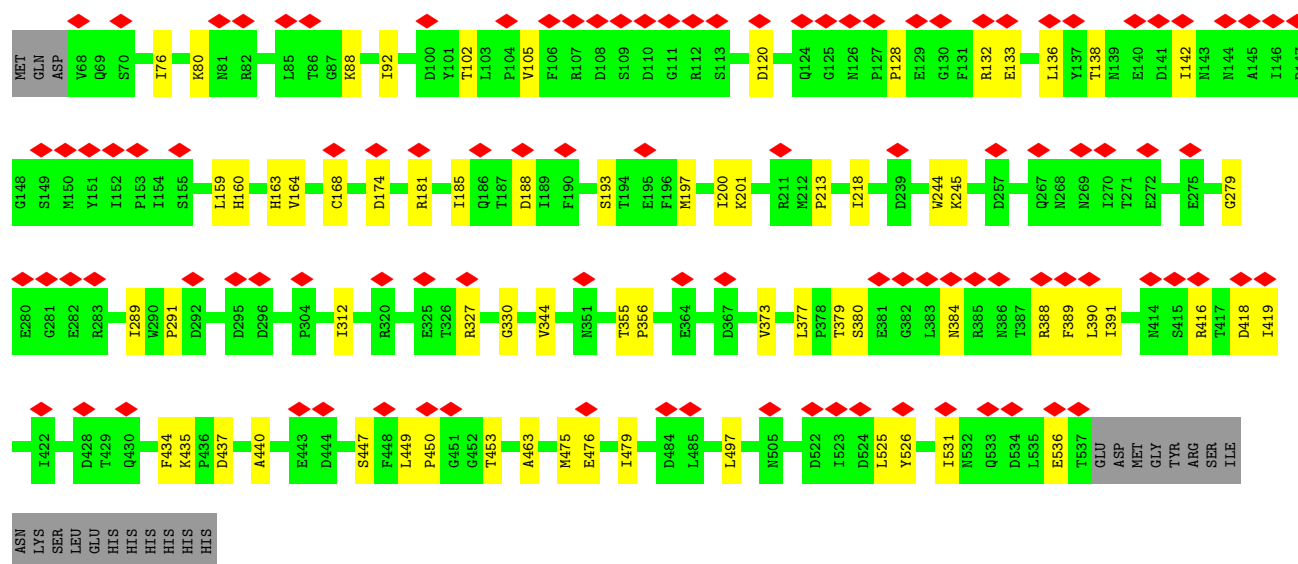 MET GLN ASP V68 Q69 S70 I76 K80 N81 R82 L85 T86 G87 K88 I92 D100 Y101 T102 L103 P104 V105 F106 R107 D108 S109 D110 G111 R112 S113 D120 Q124 G125 N126 P127 P128 E129 G130 F131 R132 E133 L136 Y137 T138 N139 E140 D141 I142 N143 N144 A145 I146
G148 S149 M150 Y151 I152 P153 I154 S155 L159 H160 H163 V164 C168 D174 R181 I185 Q186 T187 D188 I189 F190 S193 T194 E195 F196 M197 I200 K201 R211 M212 P213 I218 D239 W244 K245 D257 Q267 N268 N269 I270 T271 E272 E275 G279
E280 G281 E282 R283 I289 W290 P291 D292 D295 D296 P304 I312 R320 E325 T326 R327 G330 V344 N351 T355 P356 E364 D367 V373 L377 P378 T379 S380 E381 G382 L383 N384 R385 N386 T387 R388 F389 L390 I391 N414 S415 R416 T417 D418 I419
I422 D428 T429 Q430 F434 K435 P436 D437 A440 E443 D444 S447 F448 L449 P450 G451 G452 T453 A463 M475 E476 I479 D484 L485 L497 N505 D522 I523 D524 L525 Y526 I531 N532 Q533 D534 L535 E536 T537 GLU ASP MET GLY TYR ARG SER ILE
ASN LYS SER LEU GLU HIS HIS HIS HIS HIS HIS